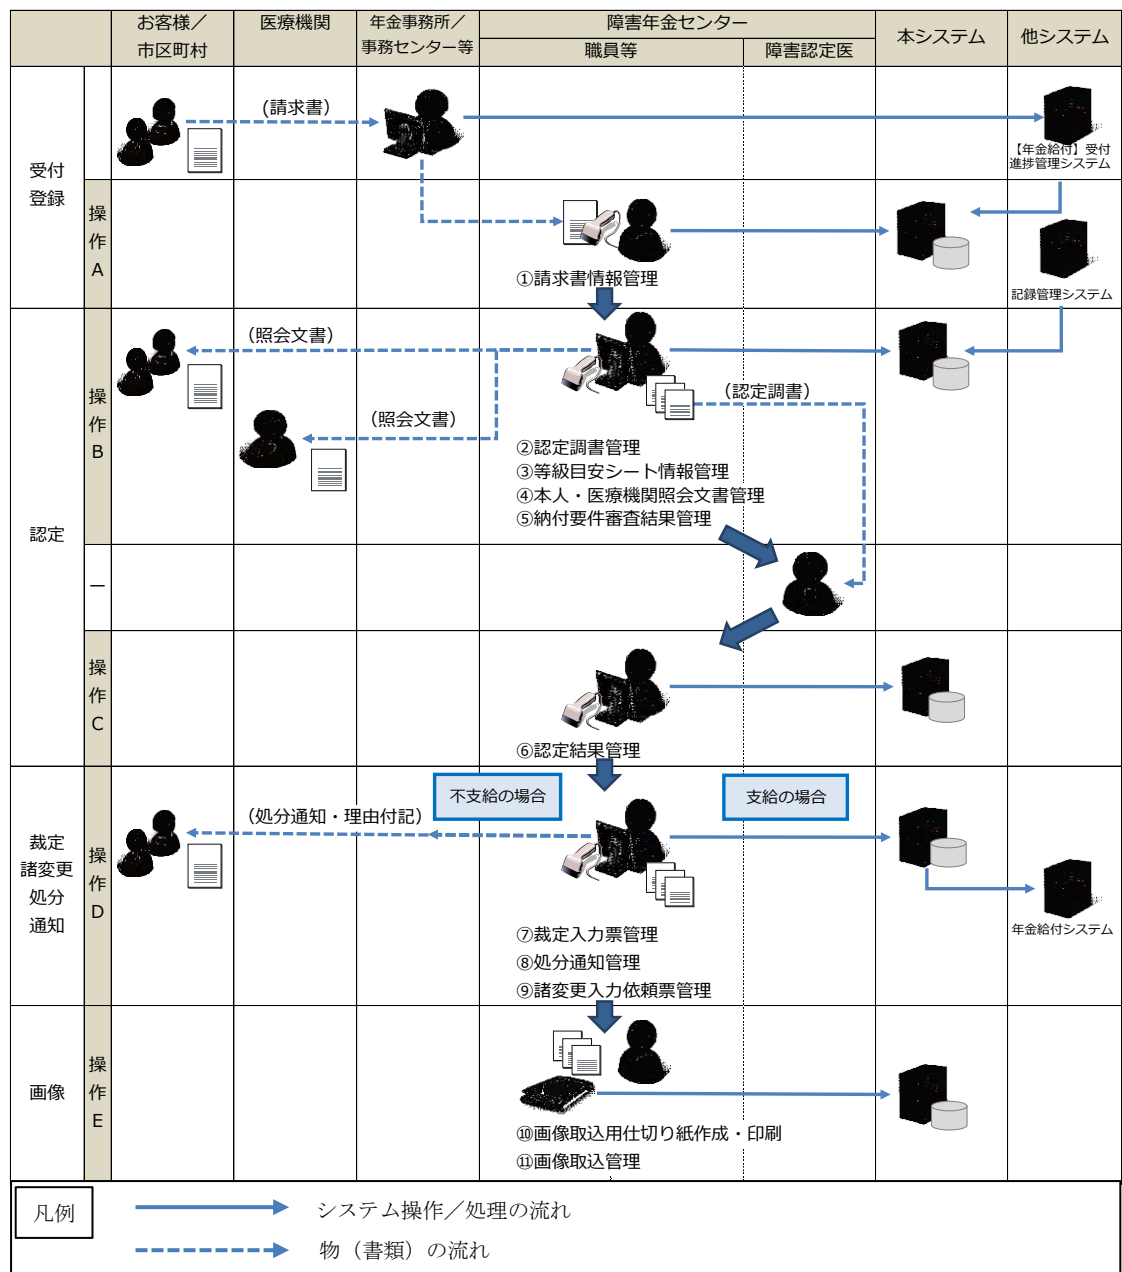 お客様／
市区町村
医療機関
年金事務所／
事務センター等
障害年金センター
職員等
障害認定医
本システム
他システム
受付
登録
(請求書)
【年金給付】受付
進捗管理システム
操
作
A
①請求書情報管理
記録管理システム
認定
操
作
B
(照会文書)
(照会文書)
(認定調書)
②認定調書管理
③等級目安シート情報管理
④本人・医療機関照会文書管理
⑤納付要件審査結果管理
―
操
作
C
⑥認定結果管理
裁定
諸変更
処分
通知
操
作
D
不支給の場合
支給の場合
(処分通知・理由付記)
年金給付システム
⑦裁定入力票管理
⑧処分通知管理
⑨諸変更入力依頼票管理
画像
操
作
E
⑩画像取込用仕切り紙作成・印刷
⑪画像取込管理
凡例
システム操作／処理の流れ
物（書類）の流れ